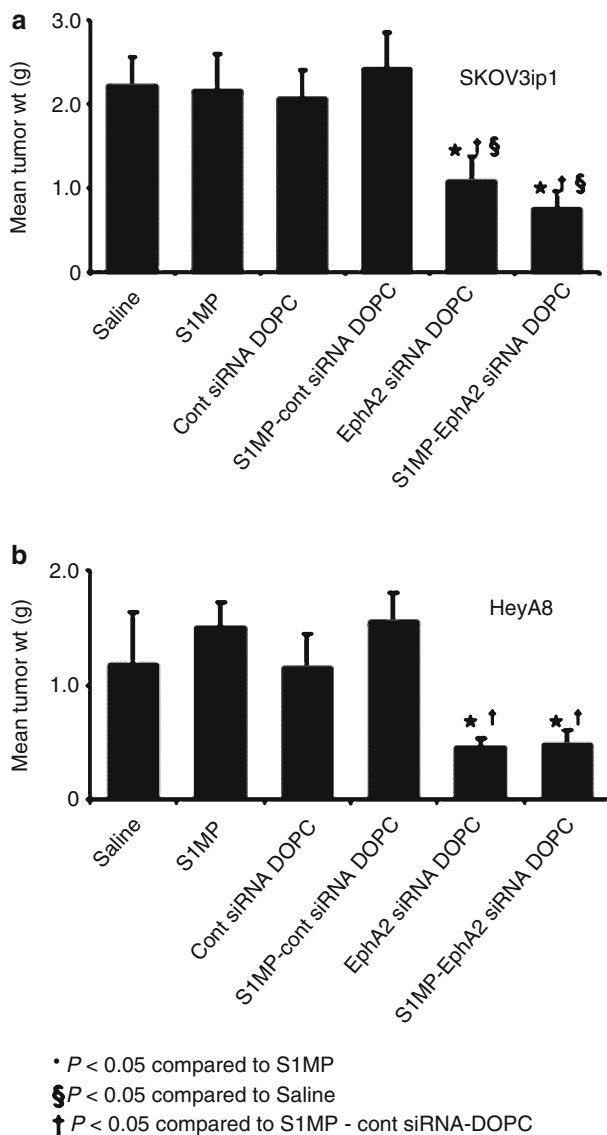 a
3.0
2.0
1.0
0
Mean tumor wt (g)
SKOV3ip1
★ † §
★ † §
Saline
S1MP
Cont siRNA DOPC
S1MP-cont siRNA DOPC
EphA2 siRNA DOPC
S1MP-EphA2 siRNA DOPC
b
2.0
1.0
0
Mean tumor wt (g)
HeyA8
★ †
★ †
Saline
S1MP
Cont siRNA DOPC
S1MP-cont siRNA DOPC
EphA2 siRNA DOPC
S1MP-EphA2 siRNA DOPC
• P < 0.05 compared to S1MP
§ P < 0.05 compared to Saline
† P < 0.05 compared to S1MP - cont siRNA-DOPC